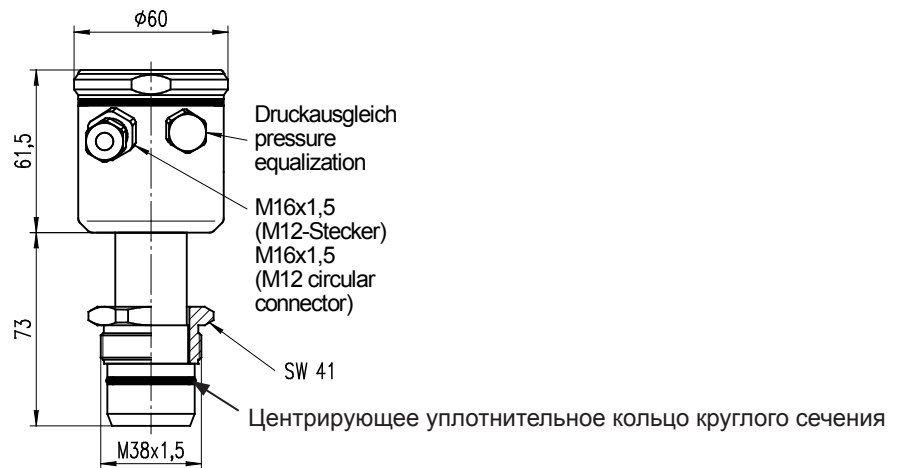 ϕ60
61,5
Druckausgleich
pressure
equalization
M16x1,5
(M12-Stecker)
M16x1,5
(M12 circular
connector)
73
SW 41
Центрирующее уплотнительное кольцо круглого сечения
M38x1,5